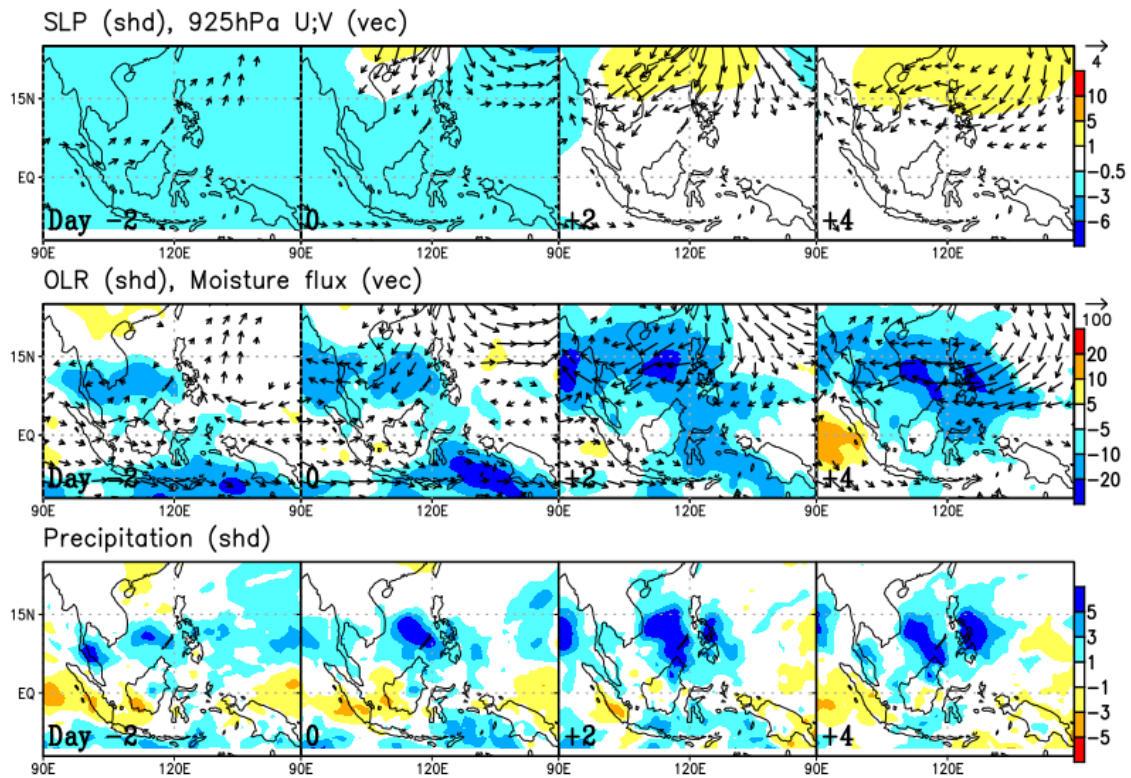 SLP (shd), 925hPa U;V (vec)
4
15N
EQ
Day −2
0
+2
+4
10
5
1
−0.5
−3
−6
90E
120E
90E
120E
90E
120E
90E
120E
OLR (shd), Moisture flux (vec)
100
15N
EQ
Day −2
0
+2
+4
20
10
5
−5
−10
−20
90E
120E
90E
120E
90E
120E
90E
120E
Precipitation (shd)
15N
EQ
Day −2
0
+2
+4
5
3
1
−1
−3
−5
90E
120E
90E
120E
90E
120E
90E
120E